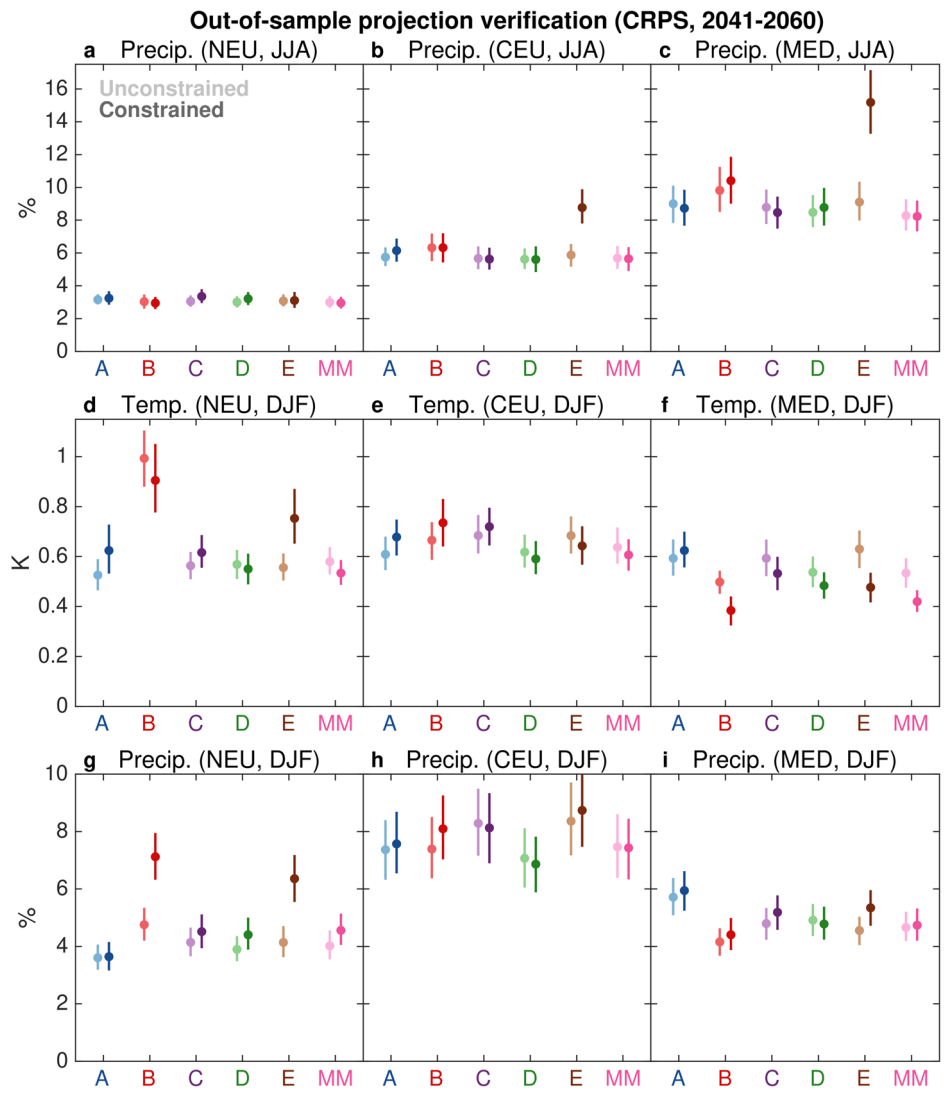 Out-of-sample projection verification (CRPS, 2041-2060)
a Precip. (NEU, JJA) b Precip. (CEU, JJA) c Precip. (MED, JJA)
Unconstrained
Constrained
16
14
12
10
8
6
4
2
0
%
A B C D E MM A B C D E MM A B C D E MM
d Temp. (NEU, DJF) e Temp. (CEU, DJF) f Temp. (MED, DJF)
1
0.8
0.6
0.4
0.2
0
K
A B C D E MM A B C D E MM A B C D E MM
g Precip. (NEU, DJF) h Precip. (CEU, DJF) i Precip. (MED, DJF)
10
8
6
4
2
0
%
A B C D E MM A B C D E MM A B C D E MM